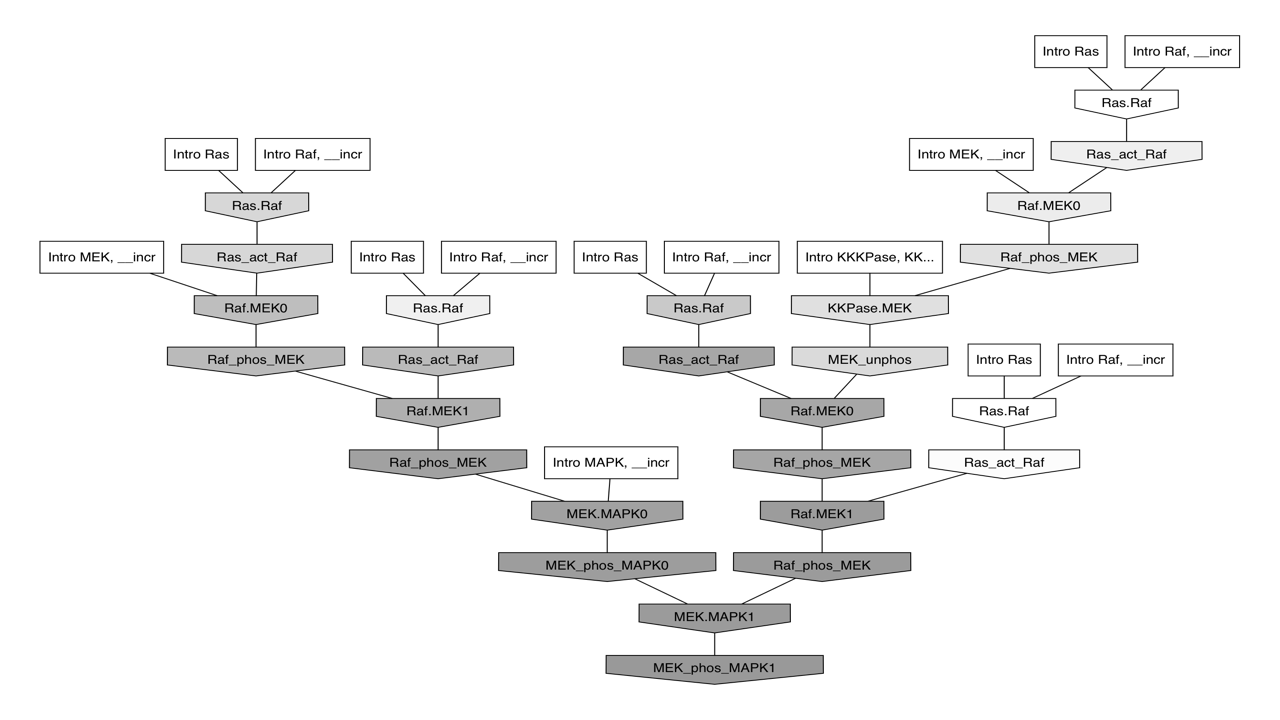 Intro Ras
Intro Raf, __incr
Ras.Raf
Intro Ras
Intro Raf, __incr
Intro MEK, __incr
Ras_act_Raf
Ras.Raf
Raf.MEK0
Intro MEK, __incr
Ras_act_Raf
Intro Ras
Intro Raf, __incr
Intro Ras
Intro Raf, __incr
Intro KKKPase, KK...
Raf_phos_MEK
Raf.MEK0
Ras.Raf
Ras.Raf
KKPase.MEK
Raf_phos_MEK
Ras_act_Raf
Ras_act_Raf
MEK_unphos
Intro Ras
Intro Raf, __incr
Raf.MEK1
Raf.MEK0
Ras.Raf
Raf_phos_MEK
Intro MAPK, __incr
Raf_phos_MEK
Ras_act_Raf
MEK.MAPK0
Raf.MEK1
MEK_phos_MAPK0
Raf_phos_MEK
MEK.MAPK1
MEK_phos_MAPK1